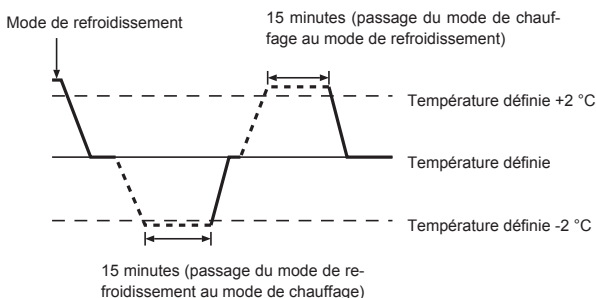 Mode de refroidissement
15 minutes (passage du mode de chauf-
fage au mode de refroidissement)
Température définie +2 °C
Température définie
Température définie -2 °C
15 minutes (passage du mode de re-
froidissement au mode de chauffage)